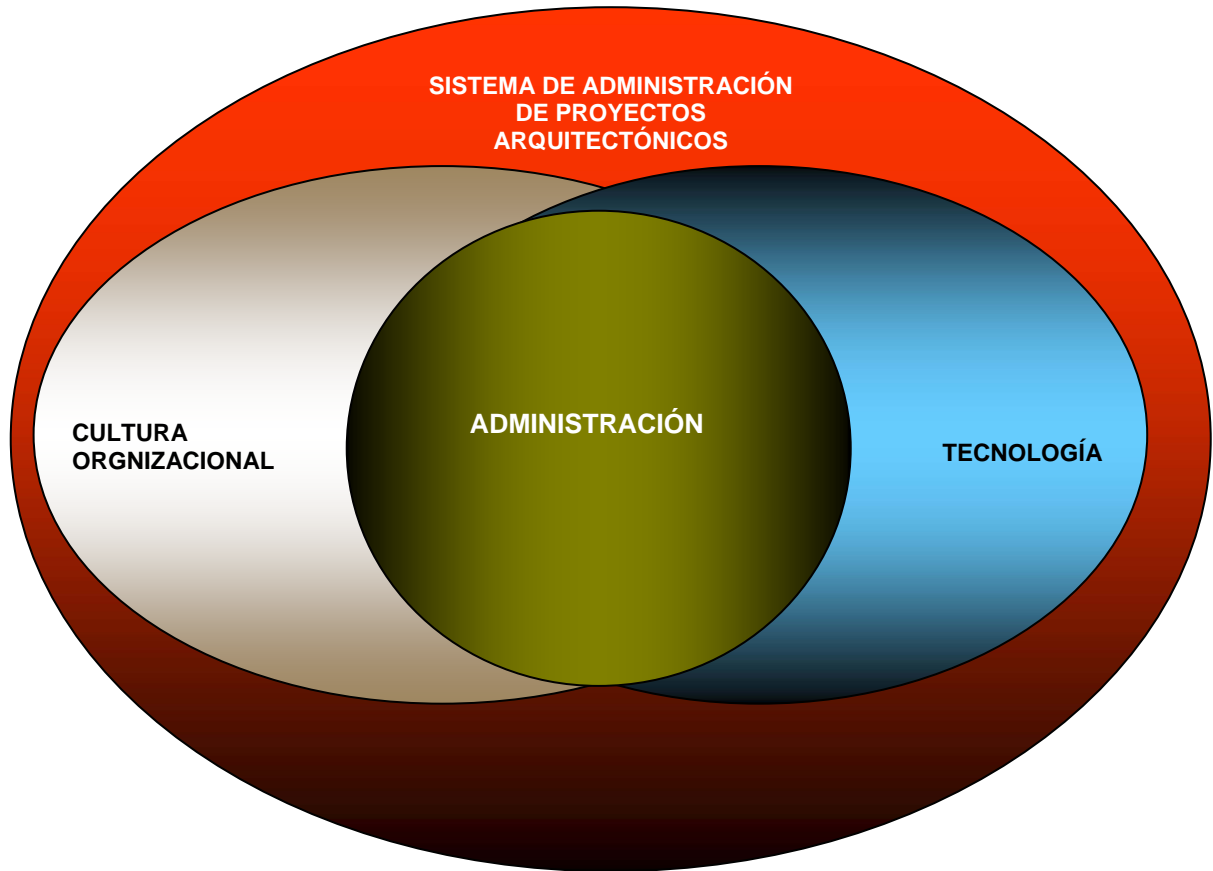 SISTEMA DE ADMINISTRACIÓN
DE PROYECTOS
ARQUITECTÓNICOS
CULTURA
ORGNIZACIONAL
ADMINISTRACIÓN
TECNOLOGÍA